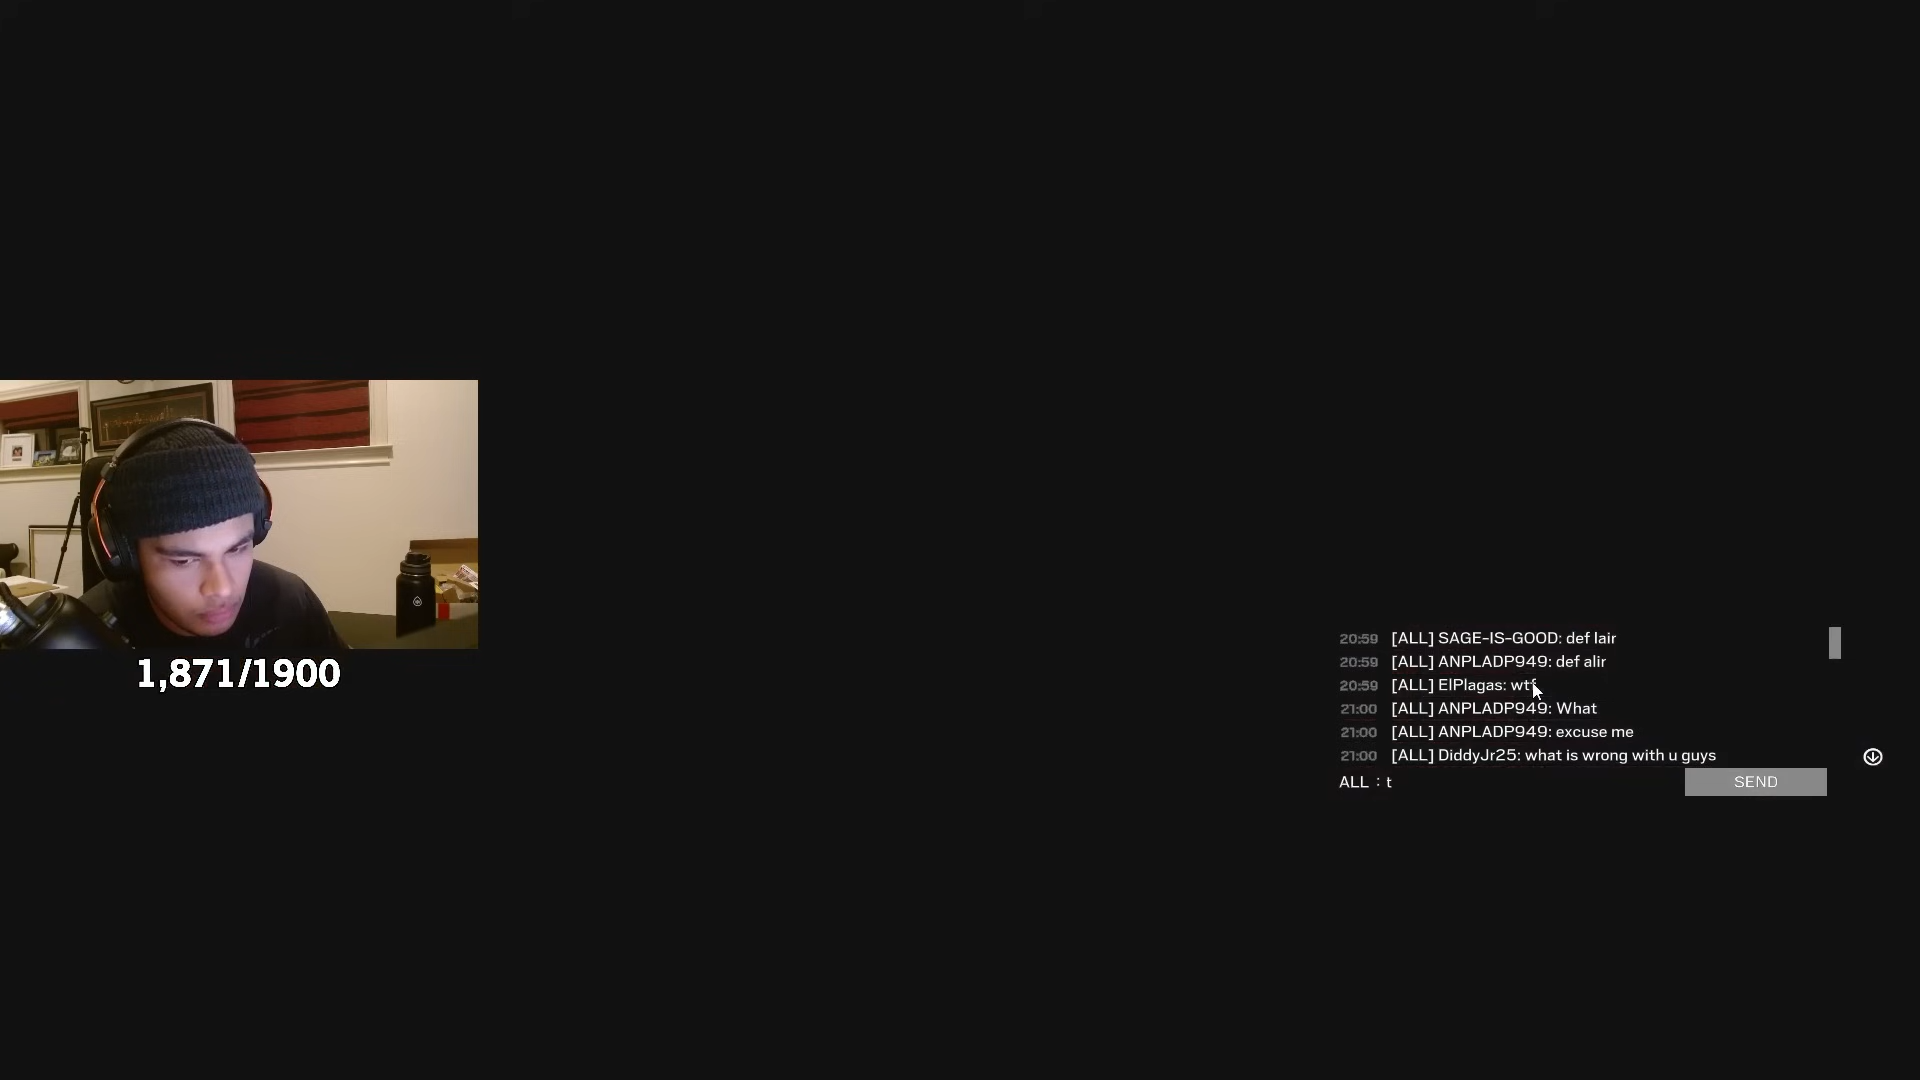 20:59 [ALL] SAGE-IS-GOOD: def lair
20:59 [ALL] ANPLADP949: def alir
20:59 [ALL] ElPlagas: wtf
21:00 [ALL] ANPLADP949: What
21:00 [ALL] ANPLADP949: excuse me
21:00 [ALL] DiddyJr25: what is wrong with u guys
ALL : t
SEND
1,871/1900